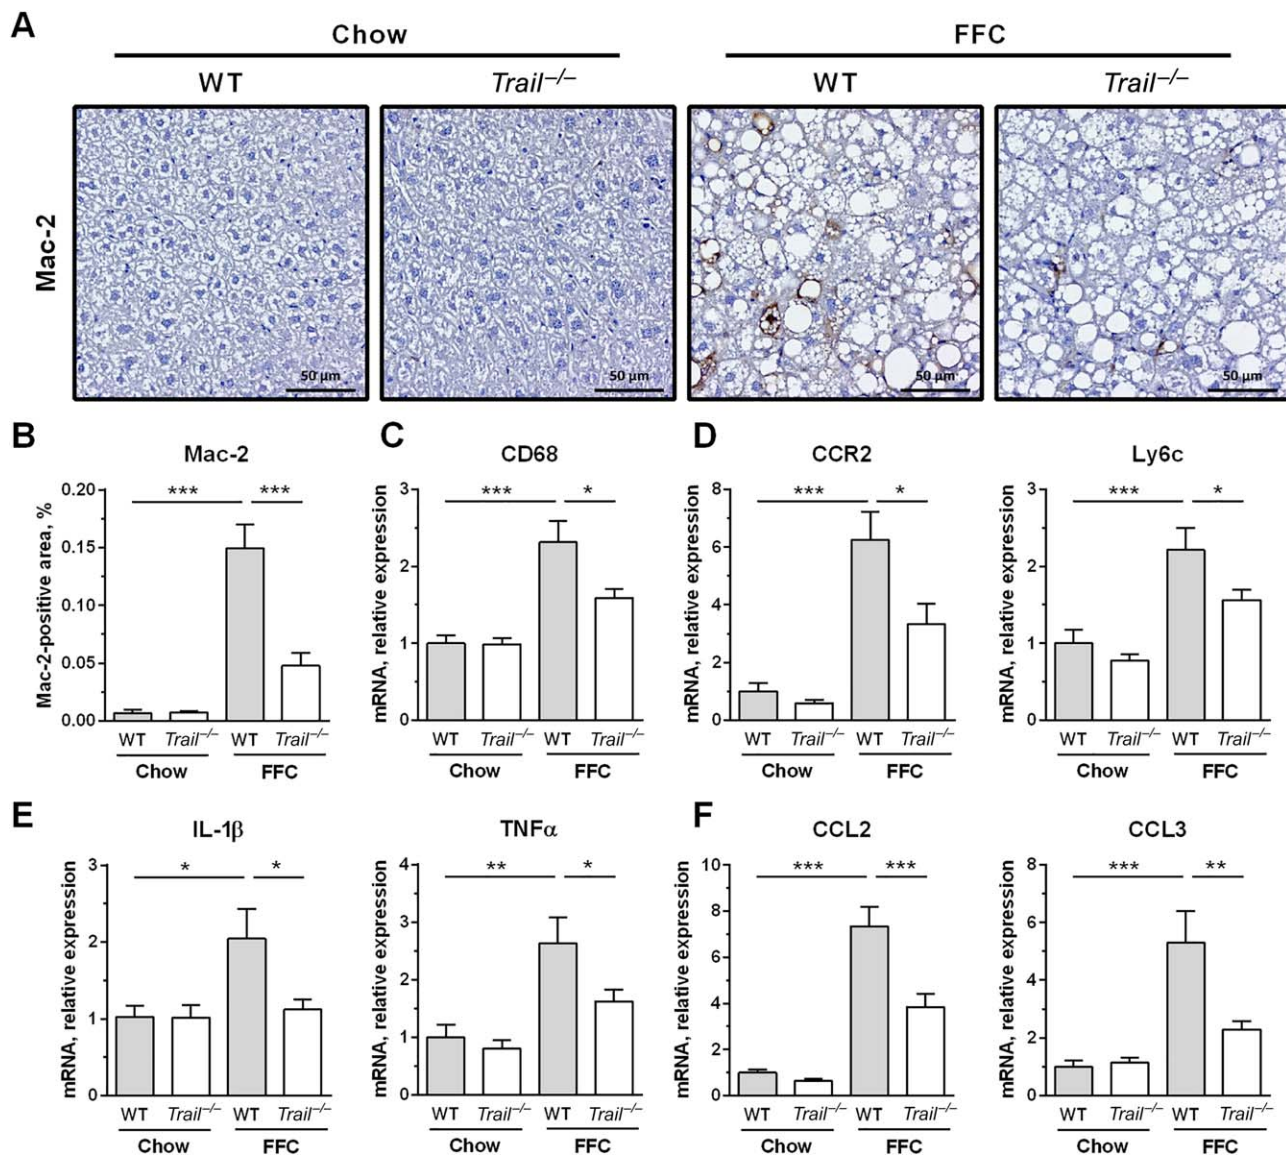 A
Chow
FFC
WT
Trail–/–
WT
Trail–/–
Mac-2
50 µm
50 µm
50 µm
50 µm
B
Mac-2
Mac-2-positive area, %
0.20
0.15
0.10
0.05
0.00
***
***
WT
Trail–/–
WT
Trail–/–
Chow
FFC
C
CD68
mRNA, relative expression
3
2
1
0
***
*
WT
Trail–/–
WT
Trail–/–
Chow
FFC
D
CCR2
mRNA, relative expression
8
6
4
2
0
***
*
WT
Trail–/–
WT
Trail–/–
Chow
FFC
Ly6c
mRNA, relative expression
3
2
1
0
***
*
WT
Trail–/–
WT
Trail–/–
Chow
FFC
E
IL-1β
mRNA, relative expression
3
2
1
0
*
*
WT
Trail–/–
WT
Trail–/–
Chow
FFC
TNFα
mRNA, relative expression
4
3
2
1
0
**
*
WT
Trail–/–
WT
Trail–/–
Chow
FFC
F
CCL2
mRNA, relative expression
10
8
6
4
2
0
***
***
WT
Trail–/–
WT
Trail–/–
Chow
FFC
CCL3
mRNA, relative expression
8
6
4
2
0
***
**
WT
Trail–/–
WT
Trail–/–
Chow
FFC